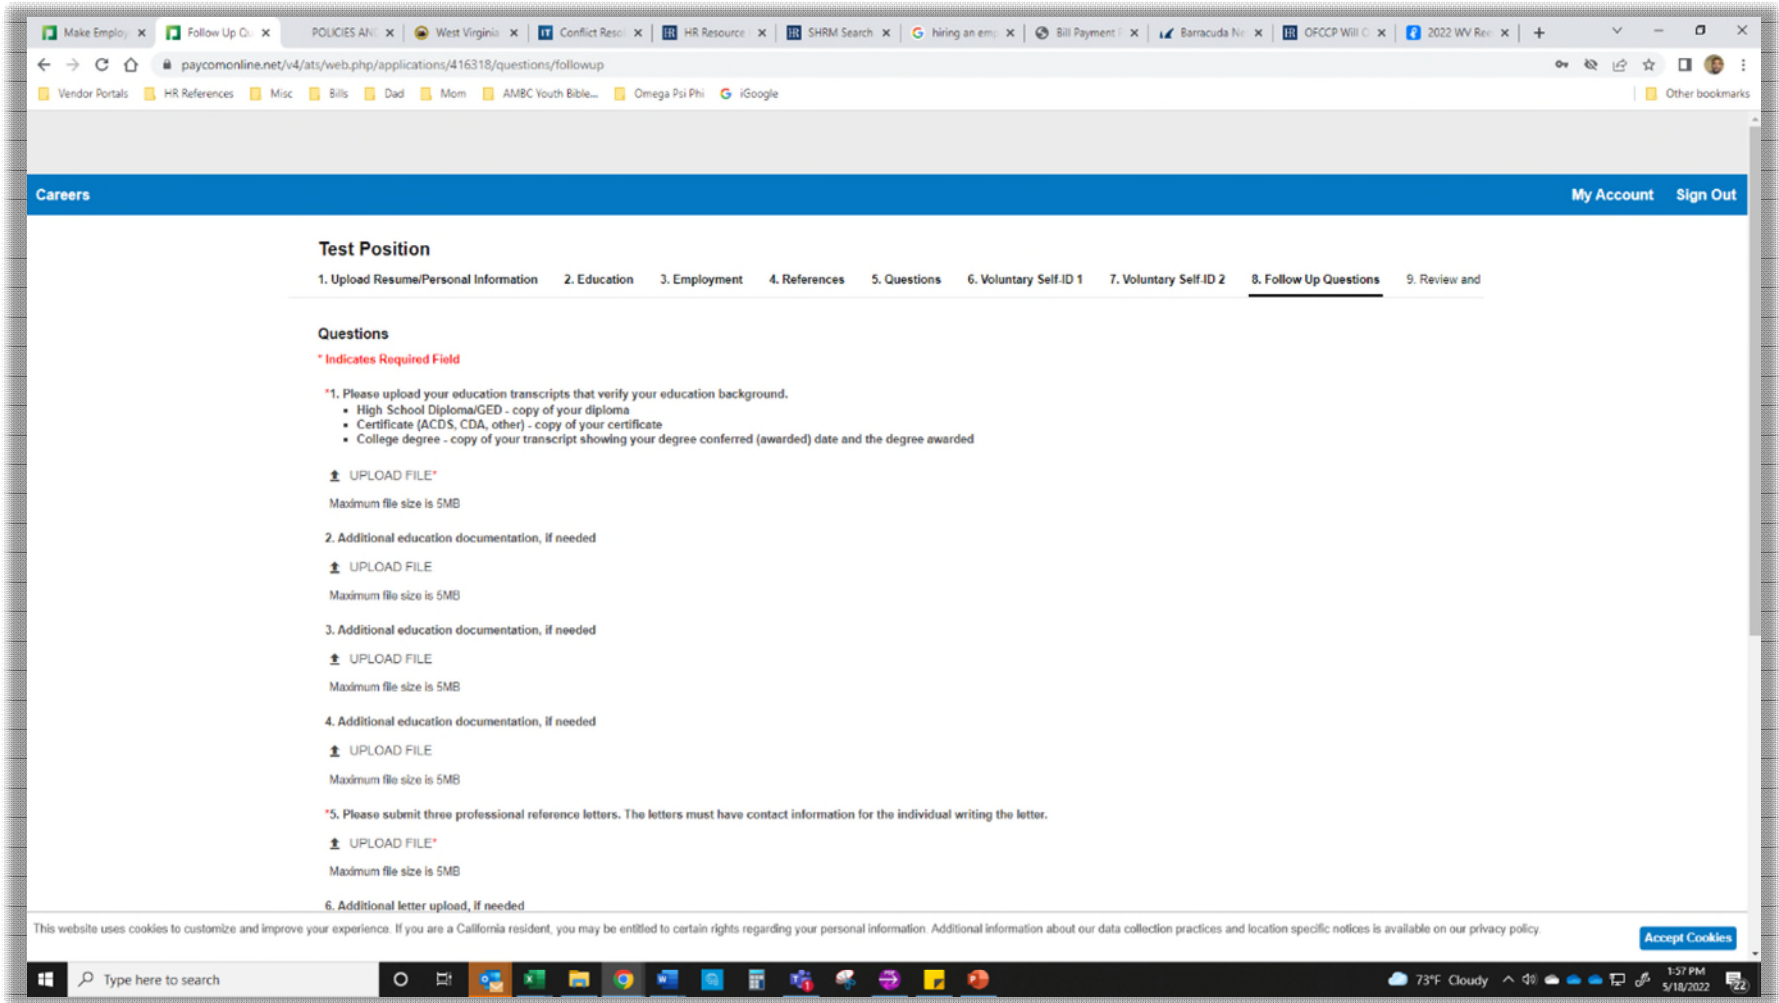 Make Employ
Follow Up Qu
POLICIES AND
West Virginia
Conflict Resol
HR Resource
SHRM Search
hiring an emp
Bill Payment
Barracuda Ne
OFCCP Will
2022 WV Re
paycomonline.net/v4/ats/web.php/applications/416318/questions/followup
Vendor Portals HR References Misc Bills Dad Mom AMBC Youth Bible... Omega Psi Phi iGoogle Other bookmarks
Careers My Account Sign Out
Test Position
1. Upload Resume/Personal Information 2. Education 3. Employment 4. References 5. Questions 6. Voluntary Self-ID 1 7. Voluntary Self-ID 2 8. Follow Up Questions 9. Review and
Questions
* Indicates Required Field
*1. Please upload your education transcripts that verify your education background.
• High School Diploma/GED - copy of your diploma
• Certificate (ACDS, CDA, other) - copy of your certificate
• College degree - copy of your transcript showing your degree conferred (awarded) date and the degree awarded
UPLOAD FILE*
Maximum file size is 5MB
2. Additional education documentation, if needed
UPLOAD FILE
Maximum file size is 5MB
3. Additional education documentation, if needed
UPLOAD FILE
Maximum file size is 5MB
4. Additional education documentation, if needed
UPLOAD FILE
Maximum file size is 5MB
*5. Please submit three professional reference letters. The letters must have contact information for the individual writing the letter.
UPLOAD FILE*
Maximum file size is 5MB
6. Additional letter upload, if needed
This website uses cookies to customize and improve your experience. If you are a California resident, you may be entitled to certain rights regarding your personal information. Additional information about our data collection practices and location specific notices is available on our privacy policy.
Accept Cookies
Type here to search
73°F Cloudy
1:57 PM
5/18/2022
22